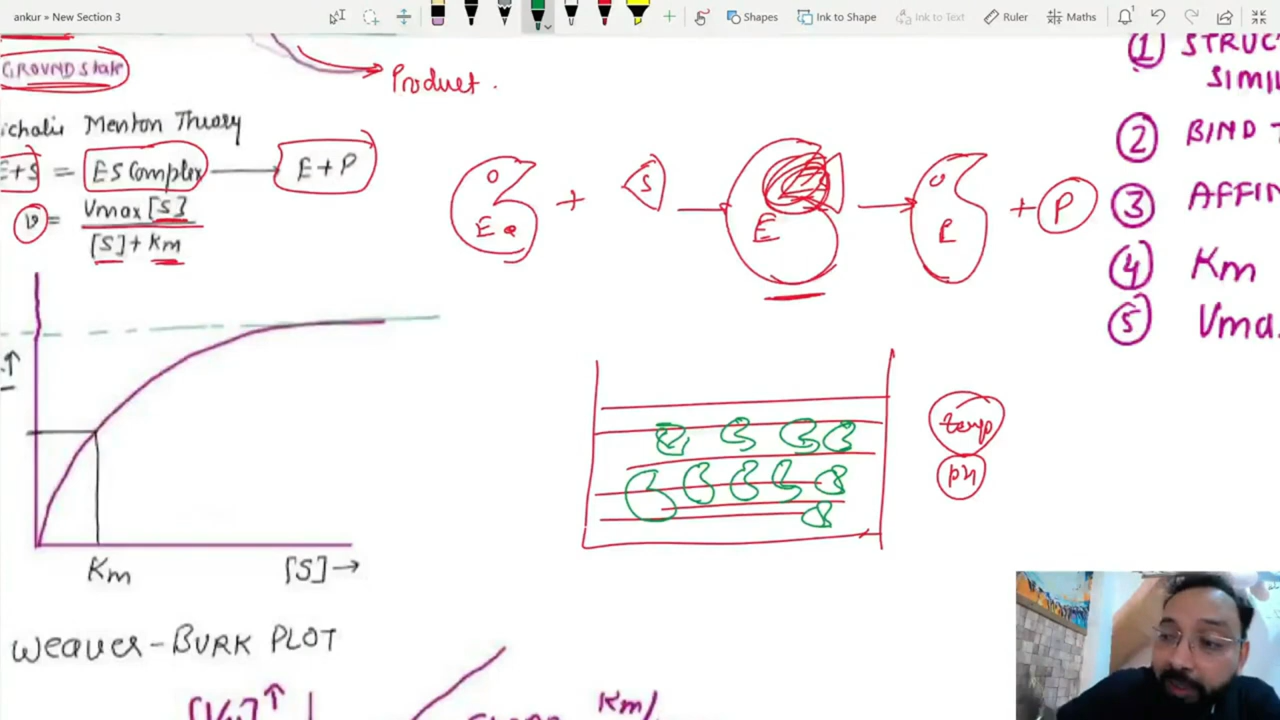 ankur » New Section 3
Shapes
Ink to Shape
Ink to Text
Ruler
Maths
GROUND State
Product.
ichalis Menton Theory
E+S = ES Complex → E + P
v = Vmax [S]
[S] + Km
O
E
+
S
→
E
→
O
+
P
Km
[S] →
temp
PH
WEAVER - BURK PLOT
Km/
① STRUC
SIMIL
② BIND T
③ AFFIN
④ Km
⑤ Vma